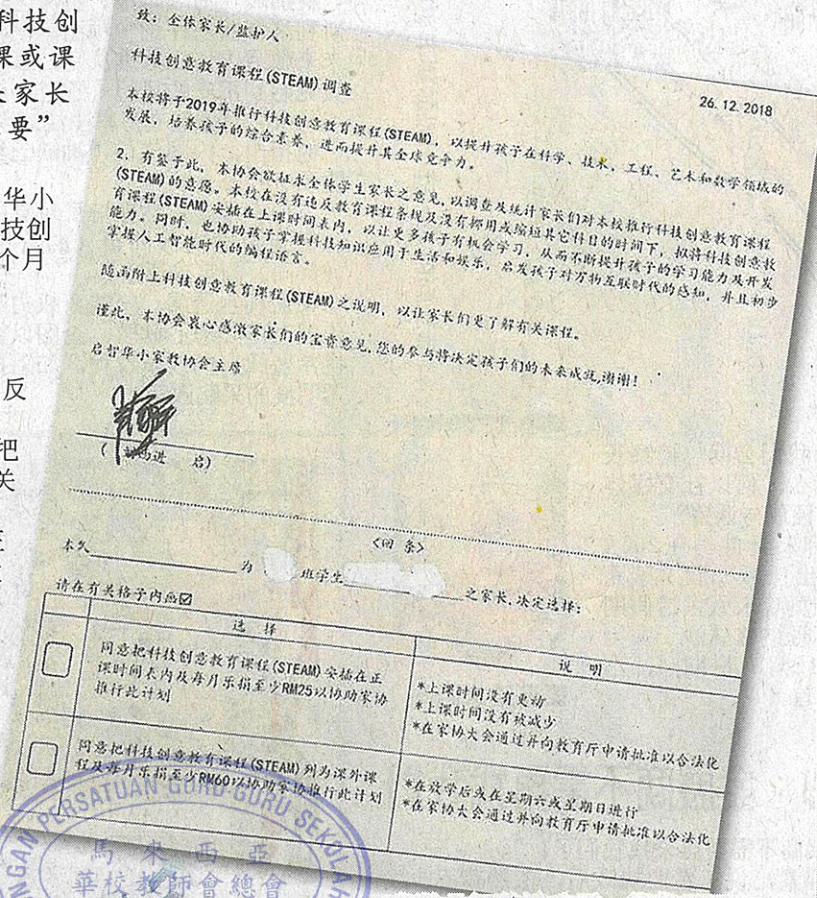 科技创
课或课
家长
要”
华小
技创
个月
反
把
关
致：全体家长/监护人
科技创意教育课程(STEAM)调查
26.12.2018
本校将于2019年推行科技创意教育课程(STEAM)，以提升孩子在科学、技术、工程、艺术和数学领域的
发展，培养孩子的综合素养，进而提升其全球竞争力。
2. 有鉴于此，本协会欲征求全体学生家长之意见，以调查及统计家长们对本校推行科技创意教育课程
(STEAM)的意愿。本校在没有违反教育课程条规及没有挪用或缩短其它科目的时间下，拟将科技创意教
育课程(STEAM)安插在上课时间表内，以让更多孩子有机会学习，从而不断提升孩子的学习能力及开发
能力。同时，也协助孩子掌握科技知识应用于生活和娱乐，启发孩子对万物互联时代的感知，并且初步
掌握人工智能时代的编程语言。
随函附上科技创意教育课程(STEAM)之说明，以让家长们更了解有关课程。
谨此，本协会衷心感激家长们的宝贵意见，您的参与将决定孩子们的未来成就，谢谢！
启智华小家教协会主席
( 进 启)
<回 条>
本人 为 班学生 之家长，决定选择：
请在有关格子内画☑
选 择
说 明
同意把科技创意教育课程(STEAM)安插在正
课时间表内及每月乐捐至少RM25以协助家协
推行此计划
*上课时间没有更动
*上课时间没有被减少
*在家协大会通过并向教育厅申请批准以合法化
同意把科技创意教育课程(STEAM)列为课外课
程及每月乐捐至少RM60以协助家协推行此计划
*在放学后或在星期六或星期日进行
*在家协大会通过并向教育厅申请批准以合法化
PERSATUAN GURU-GURU SEKOLAH
馬來西亞
華校教師會總會